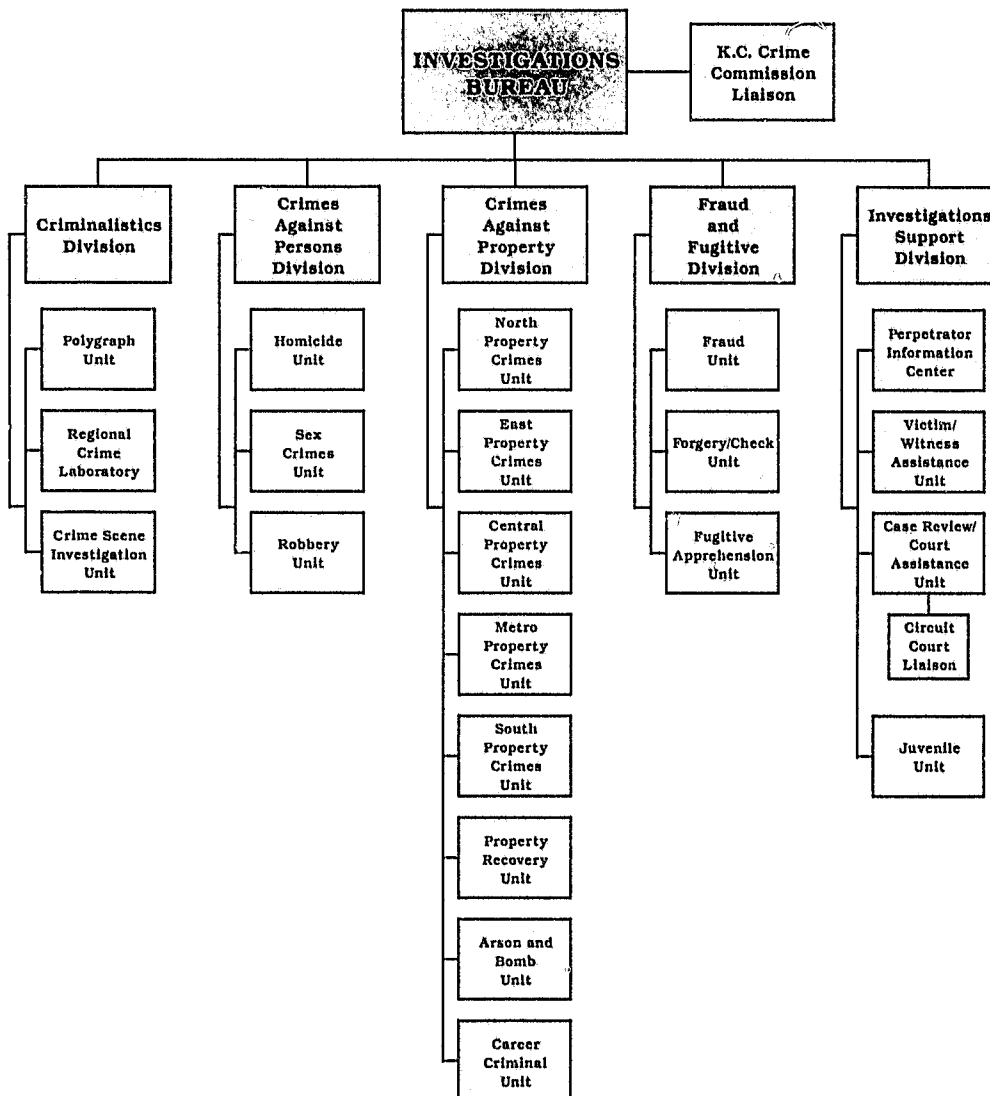 INVESTIGATIONS
BUREAU
K.C. Crime
Commission
Liaison
Criminalistics
Division
Polygraph
Unit
Regional
Crime
Laboratory
Crime Scene
Investigation
Unit
Crimes
Against
Persons
Division
Homicide
Unit
Sex
Crimes
Unit
Robbery
Unit
Crimes
Against
Property
Division
North
Property
Crimes
Unit
East
Property
Crimes
Unit
Central
Property
Crimes
Unit
Metro
Property
Crimes
Unit
South
Property
Crimes
Unit
Property
Recovery
Unit
Arson and
Bomb
Unit
Career
Criminal
Unit
Fraud
and
Fugitive
Division
Fraud
Unit
Forgery/Check
Unit
Fugitive
Apprehension
Unit
Investigations
Support
Division
Perpetrator
Information
Center
Victim/
Witness
Assistance
Unit
Case Review/
Court
Assistance
Unit
Circuit
Court
Liaison
Juvenile
Unit